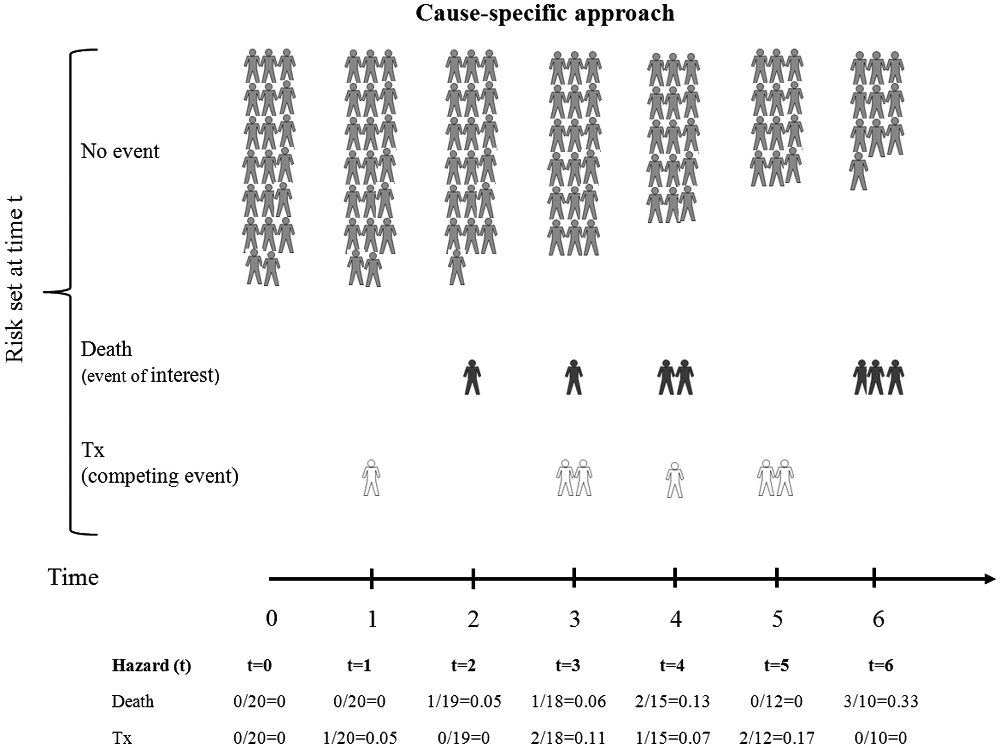 Cause-specific approach
Risk set at time t
No event
Death
(event of interest)
Tx
(competing event)
Time
0 1 2 3 4 5 6
Hazard (t) t=0 t=1 t=2 t=3 t=4 t=5 t=6
Death 0/20=0 0/20=0 1/19=0.05 1/18=0.06 2/15=0.13 0/12=0 3/10=0.33
Tx 0/20=0 1/20=0.05 0/19=0 2/18=0.11 1/15=0.07 2/12=0.17 0/10=0